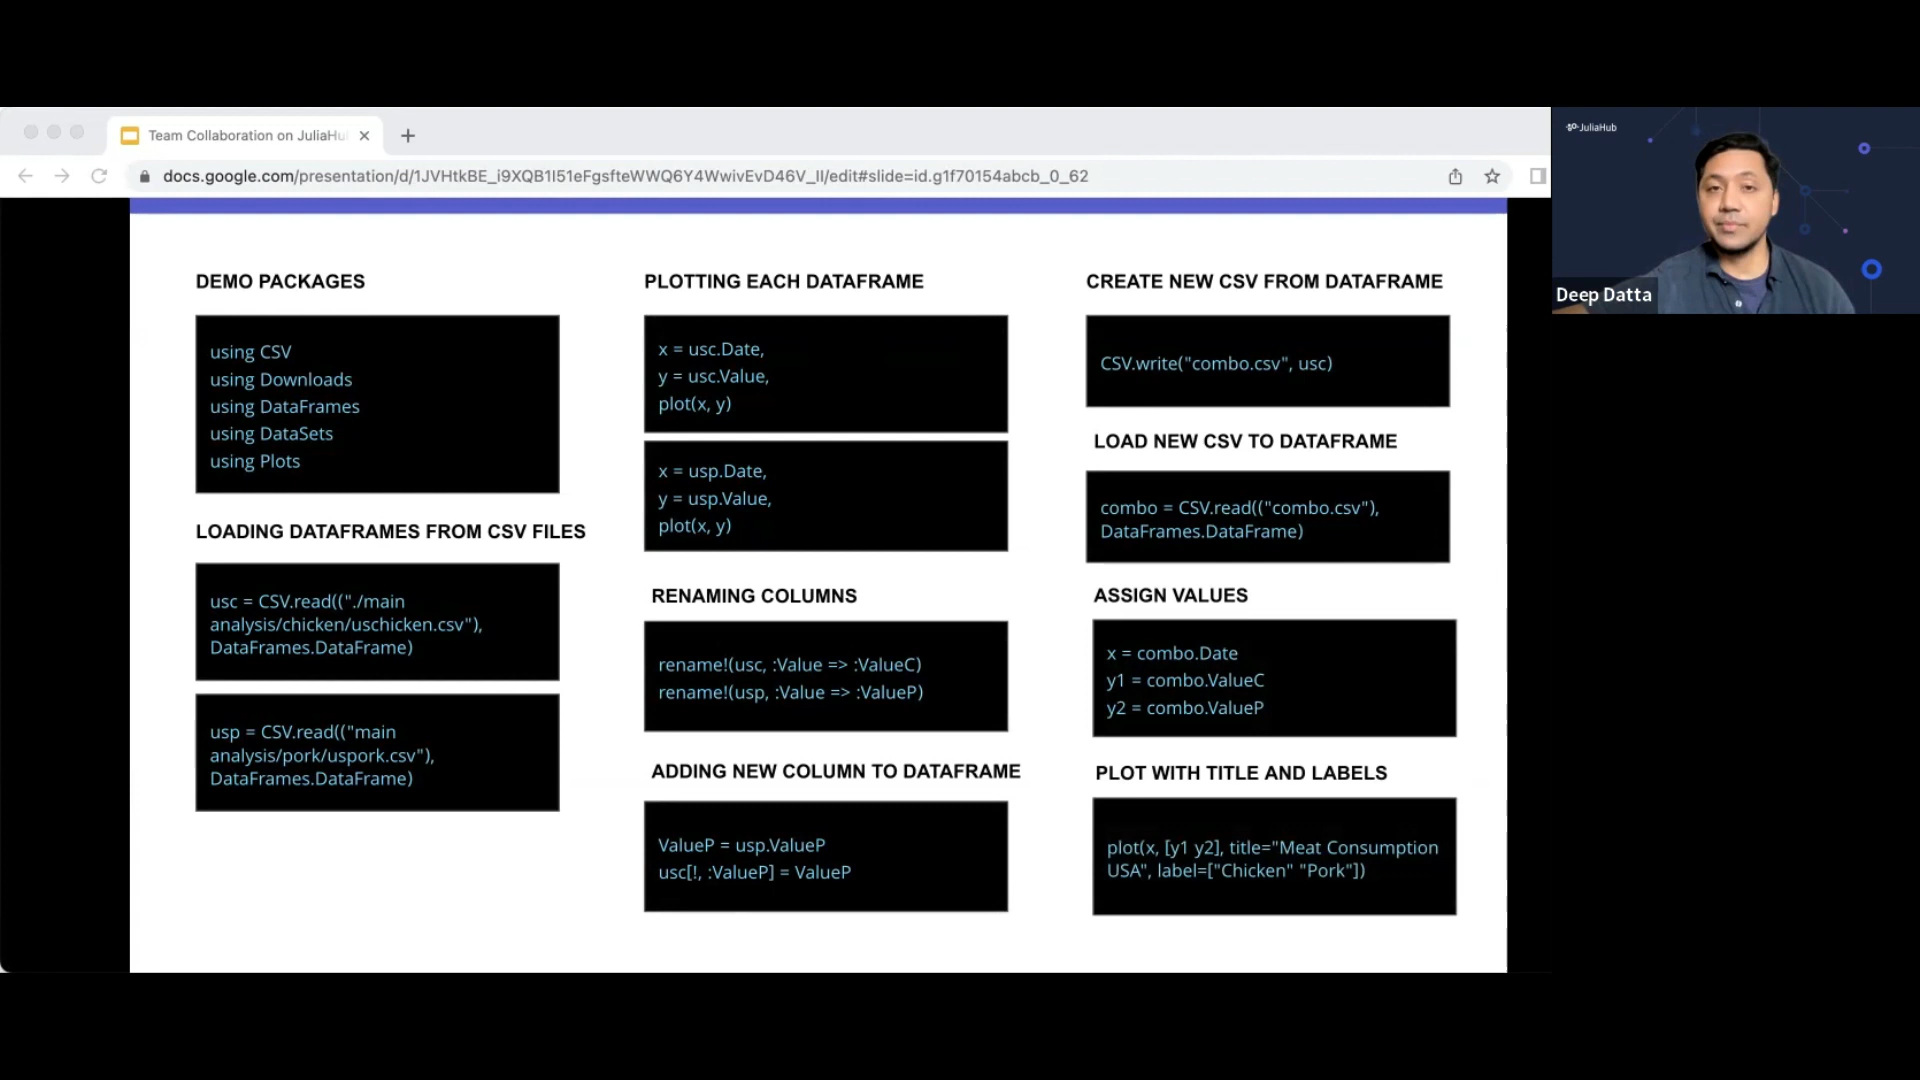 Team Collaboration on JuliaHu
docs.google.com/presentation/d/1JVHtkBE_i9XQB1I51eFgsfteWWQ6Y4WwivEvD46V_II/edit#slide=id.g1f70154abcb_0_62
JuliaHub
Deep Datta
DEMO PACKAGES
using CSV
using Downloads
using DataFrames
using DataSets
using Plots
LOADING DATAFRAMES FROM CSV FILES
usc = CSV.read(("./main
analysis/chicken/uschicken.csv"),
DataFrames.DataFrame)
usp = CSV.read(("main
analysis/pork/uspork.csv"),
DataFrames.DataFrame)
PLOTTING EACH DATAFRAME
x = usc.Date,
y = usc.Value,
plot(x, y)
x = usp.Date,
y = usp.Value,
plot(x, y)
RENAMING COLUMNS
rename!(usc, :Value => :ValueC)
rename!(usp, :Value => :ValueP)
ADDING NEW COLUMN TO DATAFRAME
ValueP = usp.ValueP
usc[!, :ValueP] = ValueP
CREATE NEW CSV FROM DATAFRAME
CSV.write("combo.csv", usc)
LOAD NEW CSV TO DATAFRAME
combo = CSV.read(("combo.csv"),
DataFrames.DataFrame)
ASSIGN VALUES
x = combo.Date
y1 = combo.ValueC
y2 = combo.ValueP
PLOT WITH TITLE AND LABELS
plot(x, [y1 y2], title="Meat Consumption
USA", label=["Chicken" "Pork"])